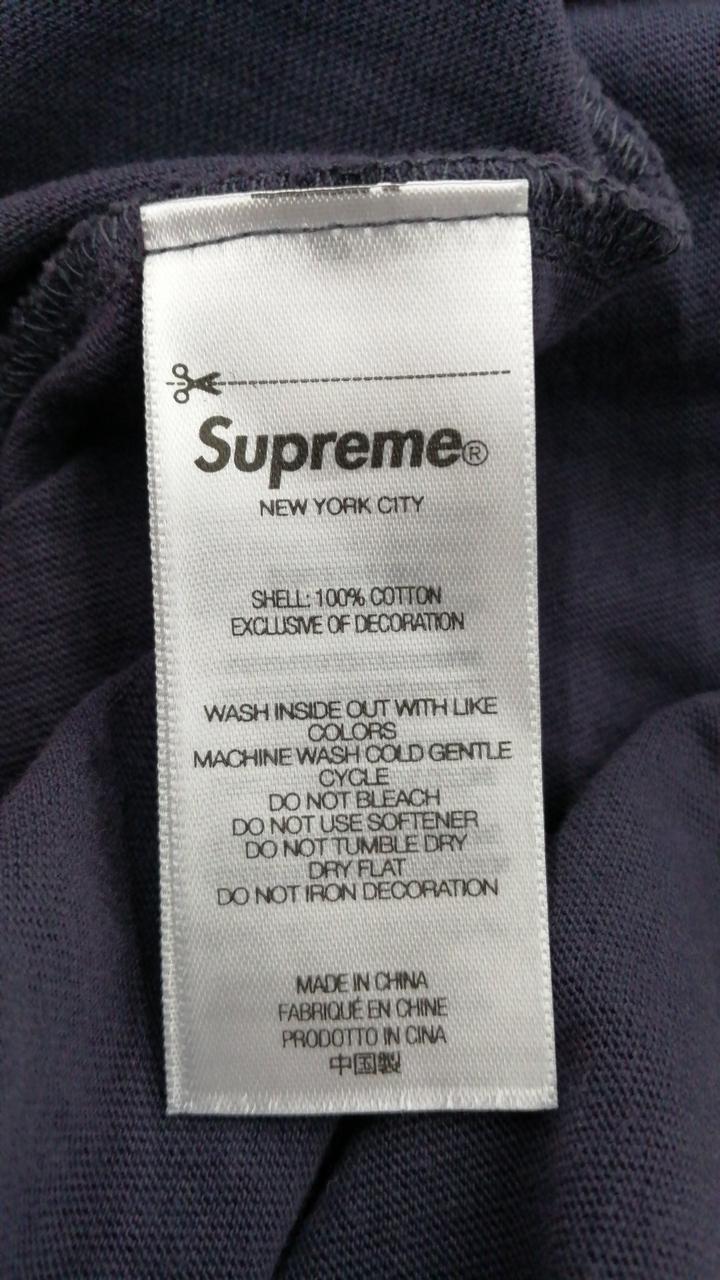 Supreme®
NEW YORK CITY
SHELL: 100% COTTON
EXCLUSIVE OF DECORATION
WASH INSIDE OUT WITH LIKE
COLORS
MACHINE WASH COLD GENTLE
CYCLE
DO NOT BLEACH
DO NOT USE SOFTENER
DO NOT TUMBLE DRY
DRY FLAT
DO NOT IRON DECORATION
MADE IN CHINA
FABRIQUÉ EN CHINE
PRODOTTO IN CINA
中国製